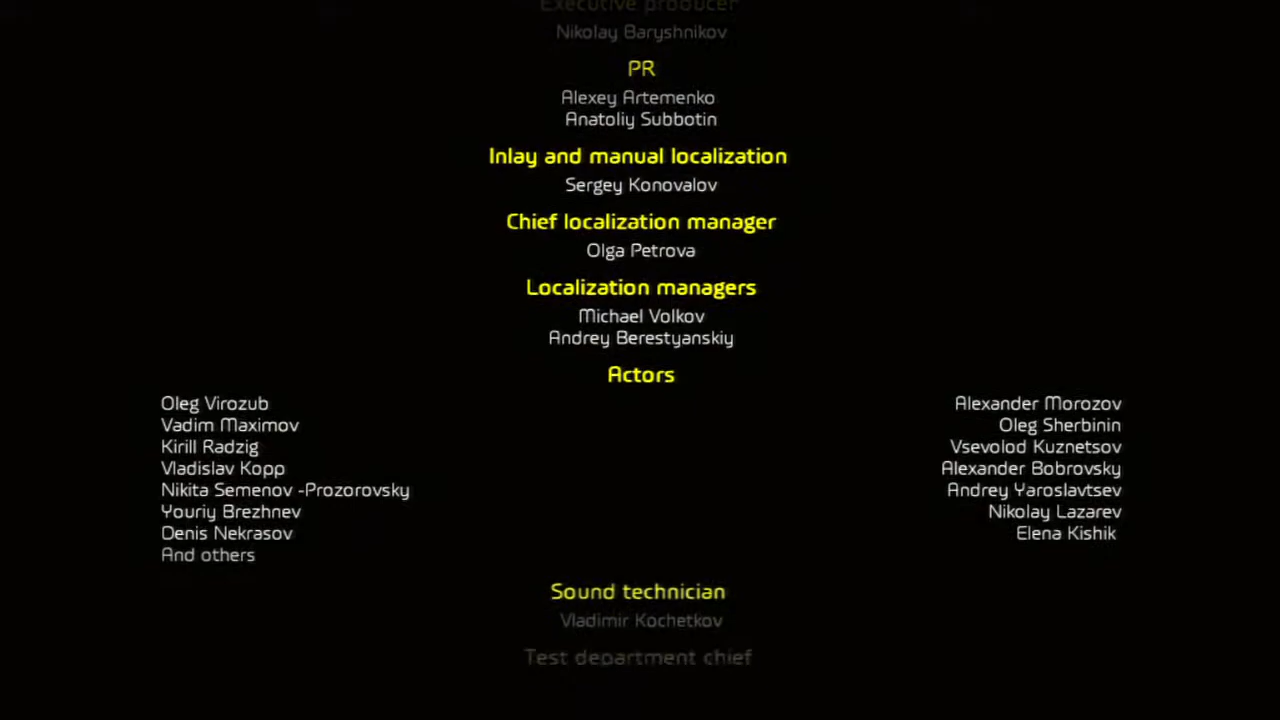 Executive producer
Nikolay Baryshnikov
PR
Alexey Artemenko
Anatoliy Subbotin
Inlay and manual localization
Sergey Konovalov
Chief localization manager
Olga Petrova
Localization managers
Michael Volkov
Andrey Berestyanskiy
Actors
Oleg Virozub
Vadim Maximov
Kirill Radzig
Vladislav Kopp
Nikita Semenov -Prozorovsky
Youriy Brezhnev
Denis Nekrasov
And others
Alexander Morozov
Oleg Sherbinin
Vsevolod Kuznetsov
Alexander Bobrovsky
Andrey Yaroslavtsev
Nikolay Lazarev
Elena Kishik
Sound technician
Vladimir Kochetkov
Test department chief